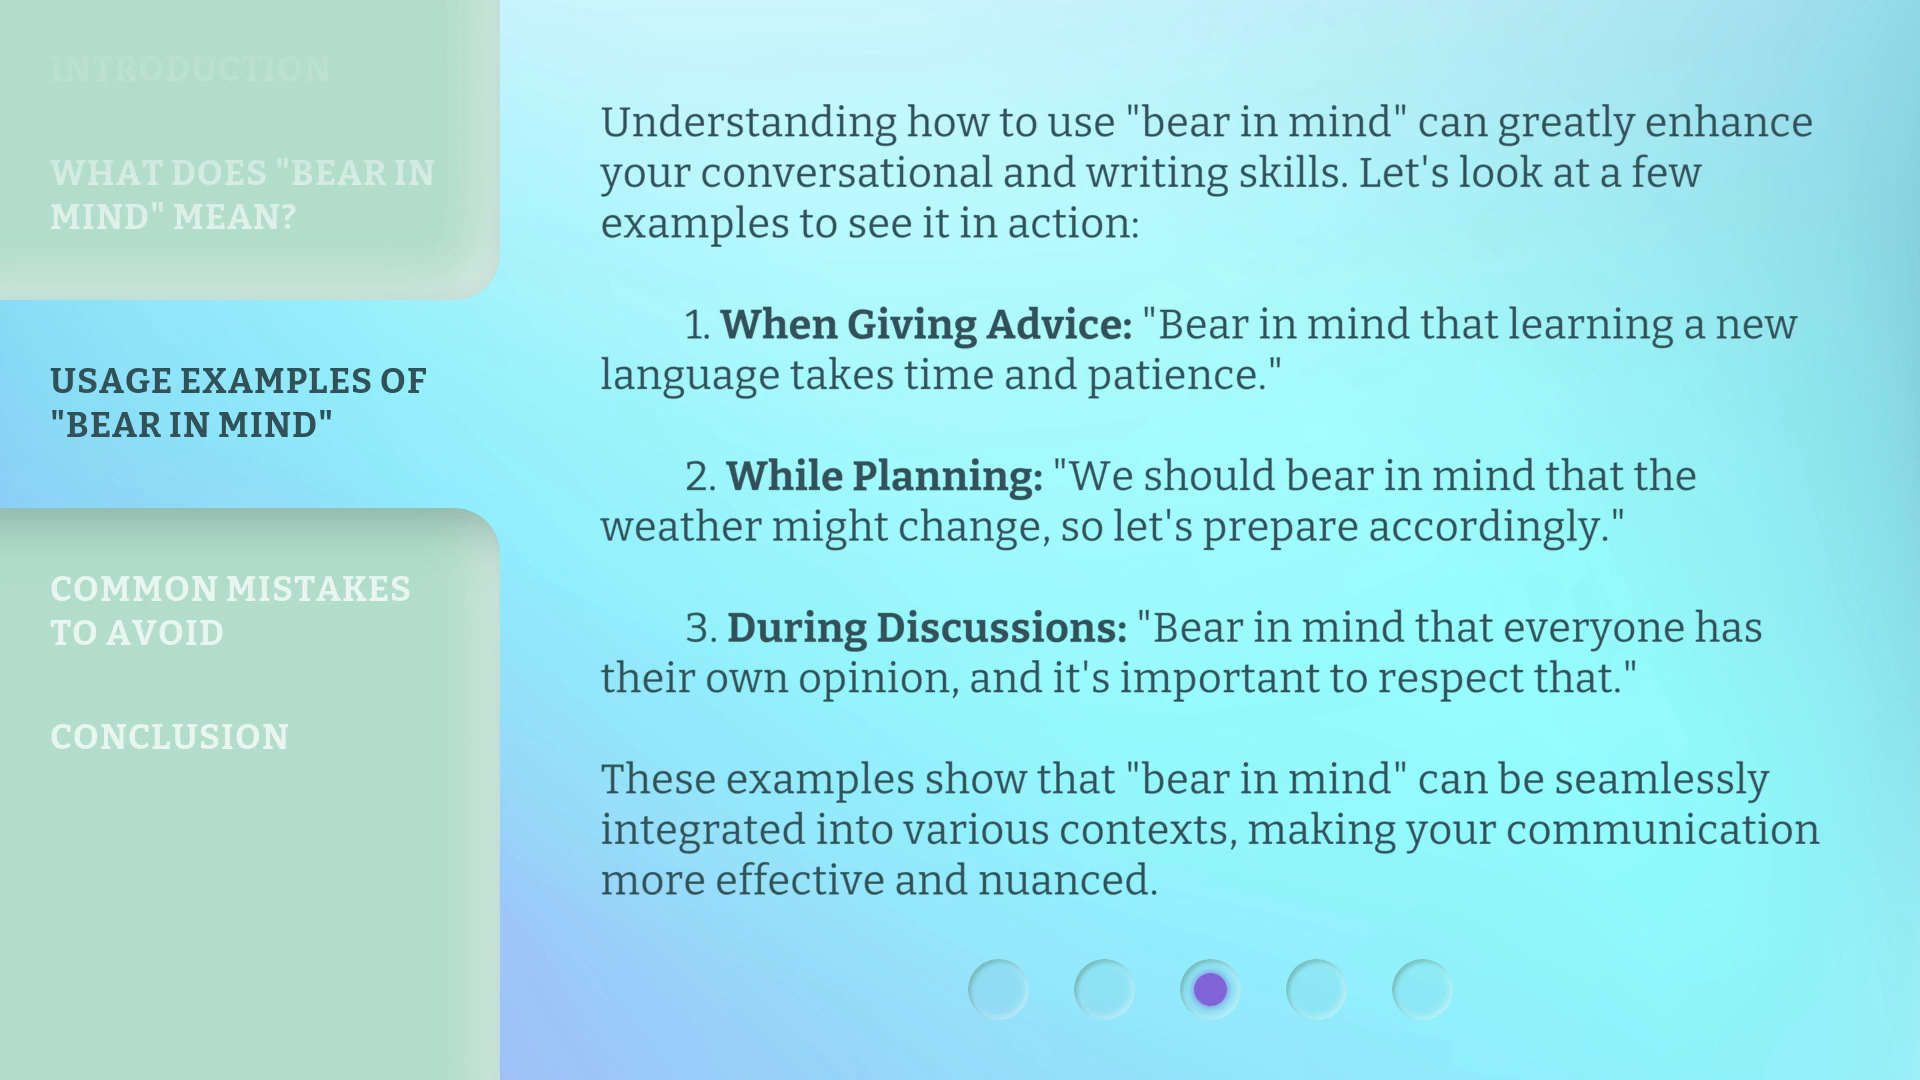 INTRODUCTION
WHAT DOES "BEAR IN
MIND" MEAN?
USAGE EXAMPLES OF
"BEAR IN MIND"
COMMON MISTAKES
TO AVOID
CONCLUSION
Understanding how to use "bear in mind" can greatly enhance
your conversational and writing skills. Let's look at a few
examples to see it in action:
1. When Giving Advice: "Bear in mind that learning a new
language takes time and patience."
2. While Planning: "We should bear in mind that the
weather might change, so let's prepare accordingly."
3. During Discussions: "Bear in mind that everyone has
their own opinion, and it's important to respect that."
These examples show that "bear in mind" can be seamlessly
integrated into various contexts, making your communication
more effective and nuanced.